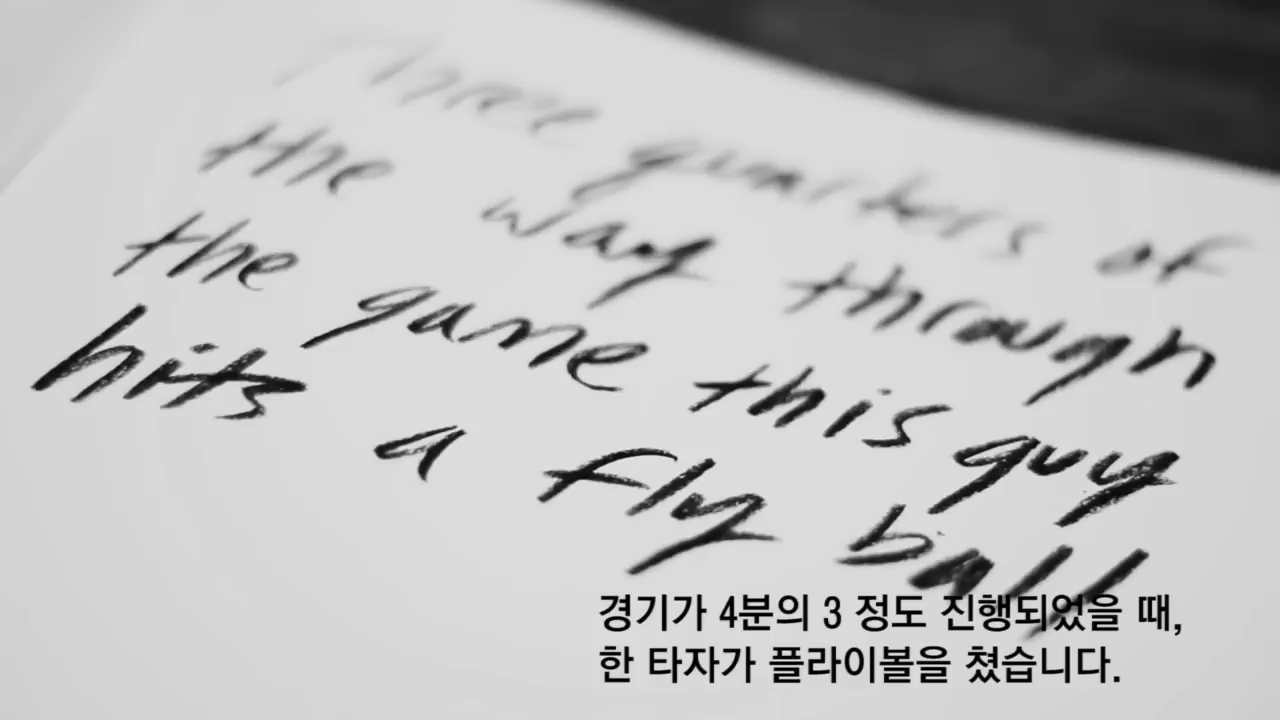 Three quarters of
the way through
the game this guy
hits a fly ball
경기가 4분의 3 정도 진행되었을 때,
한 타자가 플라이볼을 쳤습니다.